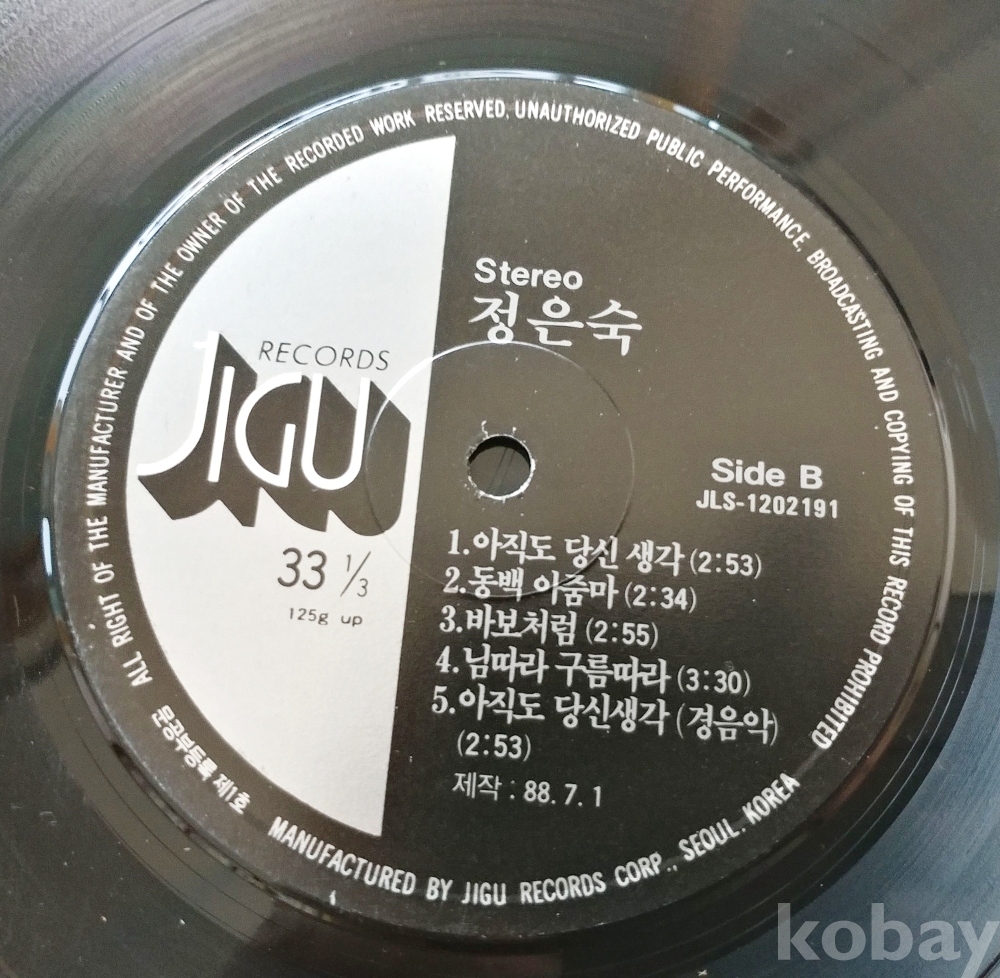 ALL RIGHT OF THE MANUFACTURER AND OF THE OWNER OF THE RECORDED WORK RESERVED, UNAUTHORIZED PUBLIC PERFORMANCE, BROADCASTING AND COPYING OF THIS RECORD PROHIBITED
Stereo
정은숙
RECORDS
JIGU
Side B
JLS-1202191
33 1/3
125g up
1.아직도 당신 생각 (2:53)
2.동백 아줌마 (2:34)
3.바보처럼 (2:55)
4.님따라 구름따라 (3:30)
5.아직도 당신생각 (경음악)
(2:53)
제작 : 88. 7. 1
문공부등록 제1호
MANUFACTURED BY JIGU RECORDS CORP., SEOUL, KOREA
kobay